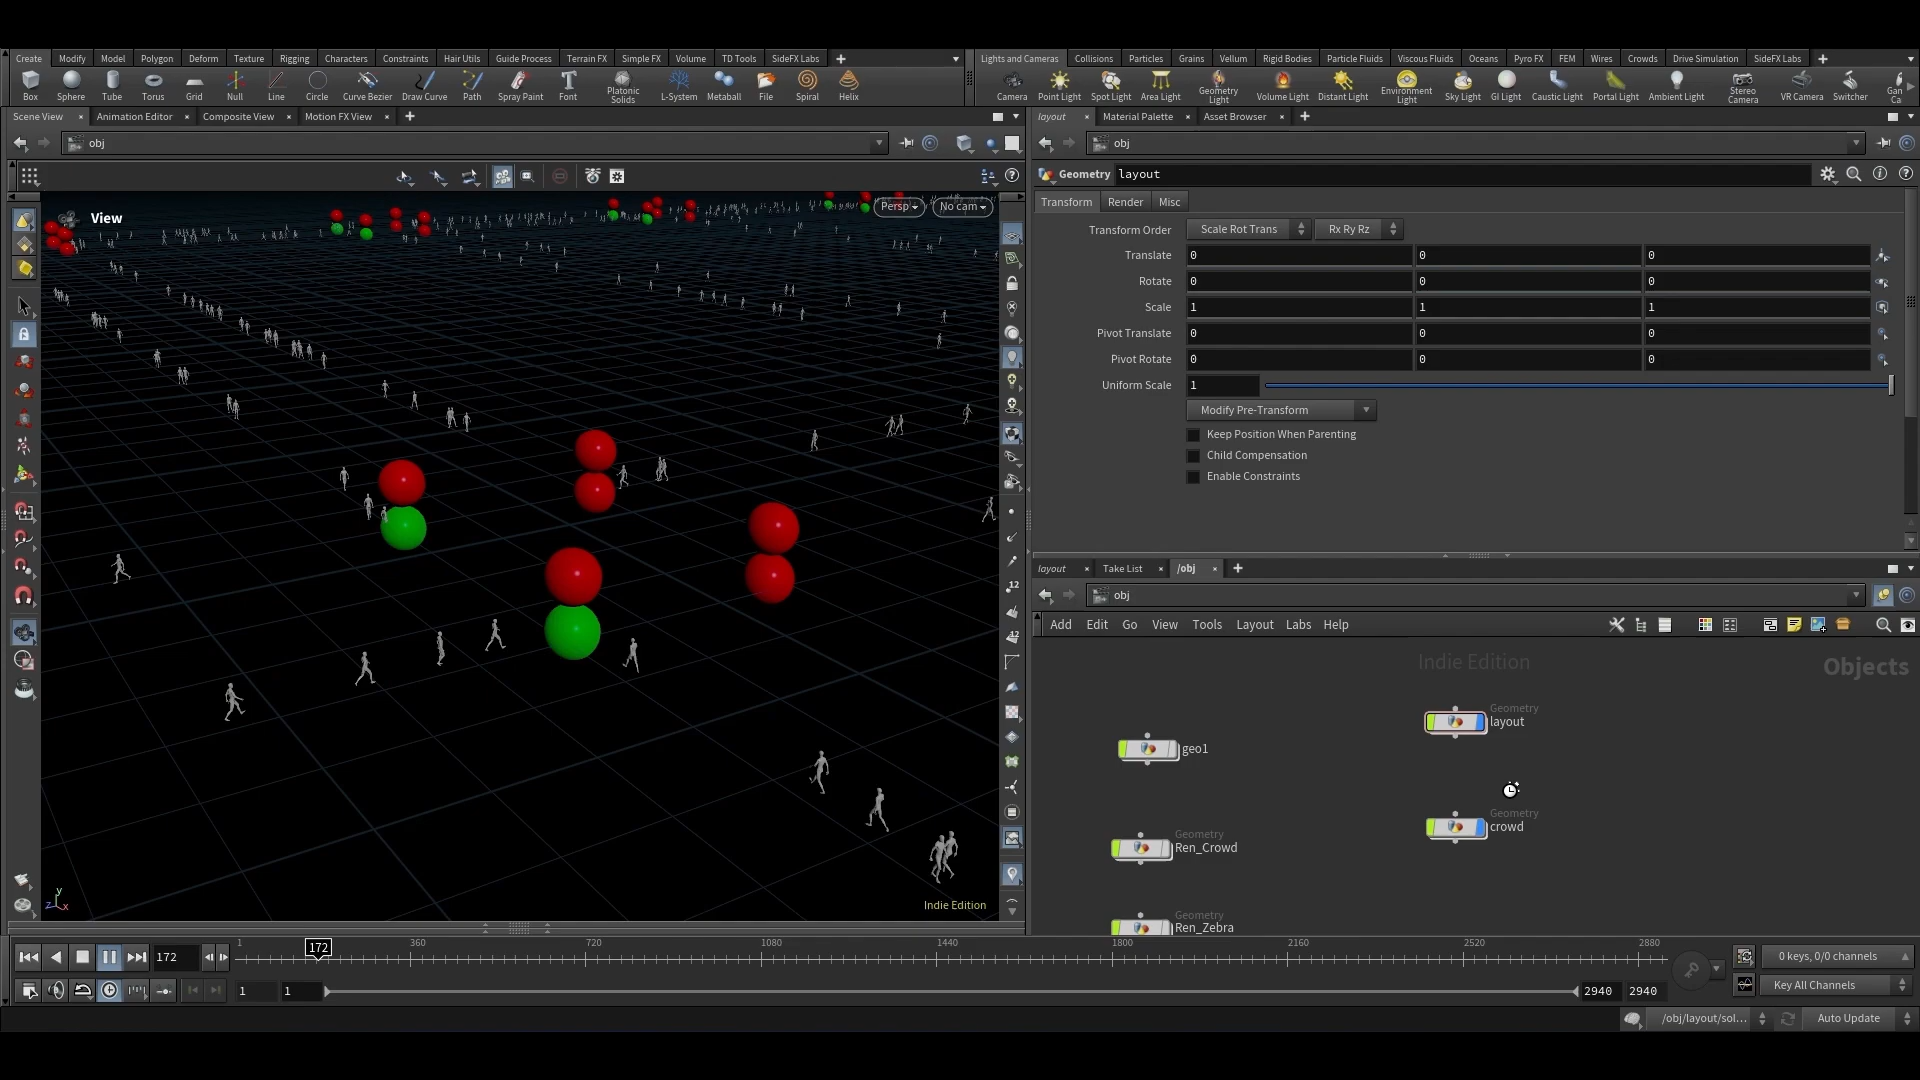 Create Modify Model Polygon Deform Texture Rigging Characters Constraints Hair Utils Guide Process Terrain FX Simple FX Volume TD Tools SideFX Labs
Lights and Cameras Collisions Particles Grains Vellum Rigid Bodies Particle Fluids Viscous Fluids Oceans Pyro FX FEM Wires Crowds Drive Simulation SideFX Labs
Box Sphere Tube Torus Grid Null Line Circle Curve Bezier Draw Curve Path Spray Paint Font Platonic Solids L-System Metaball File Spiral Helix
Camera Point Light Spot Light Area Light Geometry Light Volume Light Distant Light Environment Light Sky Light GI Light Caustic Light Portal Light Ambient Light Stereo Camera VR Camera Switcher
Scene View Animation Editor Composite View Motion FX View
layout Material Palette Asset Browser
obj
obj
Geometry layout
View
Persp No cam
Transform Render Misc
Transform Order Scale Rot Trans Rx Ry Rz
Translate 0 0 0
Rotate 0 0 0
Scale 1 1 1
Pivot Translate 0 0 0
Pivot Rotate 0 0 0
Uniform Scale 1
Modify Pre-Transform
Keep Position When Parenting
Child Compensation
Enable Constraints
layout Take List /obj
obj
Add Edit Go View Tools Layout Labs Help
Indie Edition
Objects
Geometry
layout
geo1
Geometry
crowd
Geometry
Ren_Crowd
Geometry
Ren_Zebra
12
12
y
z x
Indie Edition
172
1 172 360 720 1080 1440 1800 2160 2520 2880
0 keys, 0/0 channels
1 1 2940 2940
Key All Channels
/obj/layout/sol... Auto Update